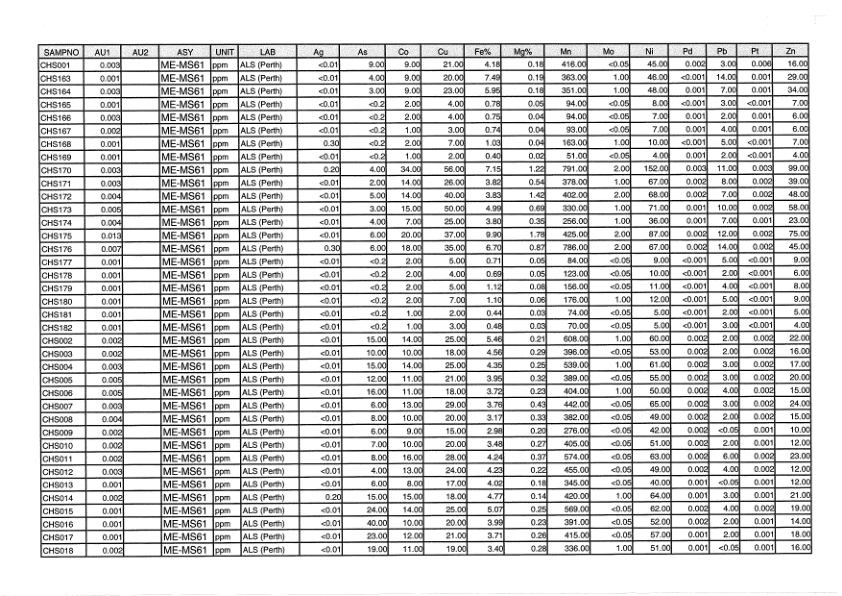 SAMPNO AU1 AU2 ASY UNIT LAB Ag As Co Cu Fe% Mg% Mn Mo Ni Pd Pb Pt Zn
CHS001 0.003 ME-MS61 ppm ALS (Perth) <0.01 9.00 9.00 21.00 4.18 0.18 416.00 <0.05 45.00 0.002 3.00 0.006 16.00
CHS163 0.001 ME-MS61 ppm ALS (Perth) <0.01 4.00 9.00 20.00 7.49 0.19 363.00 1.00 46.00 <0.001 14.00 0.001 29.00
CHS164 0.003 ME-MS61 ppm ALS (Perth) <0.01 3.00 9.00 23.00 5.95 0.18 351.00 1.00 48.00 0.001 7.00 0.001 34.00
CHS165 0.001 ME-MS61 ppm ALS (Perth) <0.01 <0.2 2.00 4.00 0.78 0.05 94.00 <0.05 8.00 <0.001 3.00 <0.001 7.00
CHS166 0.003 ME-MS61 ppm ALS (Perth) <0.01 <0.2 2.00 4.00 0.75 0.04 94.00 <0.05 7.00 0.001 2.00 0.001 6.00
CHS167 0.002 ME-MS61 ppm ALS (Perth) <0.01 <0.2 1.00 3.00 0.74 0.04 93.00 <0.05 7.00 0.001 4.00 0.001 6.00
CHS168 0.001 ME-MS61 ppm ALS (Perth) 0.30 <0.2 2.00 7.00 1.03 0.04 163.00 1.00 10.00 <0.001 5.00 <0.001 7.00
CHS169 0.001 ME-MS61 ppm ALS (Perth) <0.01 <0.2 1.00 2.00 0.40 0.02 51.00 <0.05 4.00 0.001 2.00 0.001 4.00
CHS170 0.003 ME-MS61 ppm ALS (Perth) 0.20 4.00 34.00 56.00 7.15 1.22 791.00 2.00 152.00 0.003 11.00 0.003 99.00
CHS171 0.003 ME-MS61 ppm ALS (Perth) <0.01 2.00 14.00 26.00 3.82 0.54 378.00 1.00 67.00 0.002 8.00 0.002 39.00
CHS172 0.004 ME-MS61 ppm ALS (Perth) <0.01 5.00 14.00 40.00 3.83 1.42 402.00 2.00 68.00 0.002 7.00 0.002 48.00
CHS173 0.005 ME-MS61 ppm ALS (Perth) <0.01 3.00 15.00 50.00 4.99 0.69 330.00 1.00 71.00 0.001 10.00 0.002 58.00
CHS174 0.004 ME-MS61 ppm ALS (Perth) <0.01 4.00 7.00 25.00 3.80 0.35 256.00 1.00 36.00 0.001 7.00 0.001 23.00
CHS175 0.013 ME-MS61 ppm ALS (Perth) <0.01 6.00 20.00 37.00 9.90 1.78 425.00 2.00 87.00 0.002 12.00 0.002 75.00
CHS176 0.007 ME-MS61 ppm ALS (Perth) 0.30 6.00 18.00 35.00 6.70 0.87 786.00 2.00 67.00 0.002 14.00 0.002 45.00
CHS177 0.001 ME-MS61 ppm ALS (Perth) <0.01 <0.2 2.00 5.00 0.71 0.05 84.00 <0.05 9.00 <0.001 5.00 <0.001 9.00
CHS178 0.001 ME-MS61 ppm ALS (Perth) <0.01 <0.2 2.00 4.00 0.69 0.05 123.00 <0.05 10.00 <0.001 2.00 <0.001 6.00
CHS179 0.001 ME-MS61 ppm ALS (Perth) <0.01 <0.2 2.00 5.00 1.12 0.08 156.00 <0.05 11.00 <0.001 4.00 <0.001 8.00
CHS180 0.001 ME-MS61 ppm ALS (Perth) <0.01 <0.2 2.00 7.00 1.10 0.06 176.00 1.00 12.00 <0.001 5.00 <0.001 9.00
CHS181 0.001 ME-MS61 ppm ALS (Perth) <0.01 <0.2 1.00 2.00 0.44 0.03 74.00 <0.05 5.00 <0.001 2.00 <0.001 5.00
CHS182 0.001 ME-MS61 ppm ALS (Perth) <0.01 <0.2 1.00 3.00 0.48 0.03 70.00 <0.05 5.00 <0.001 3.00 <0.001 4.00
CHS002 0.002 ME-MS61 ppm ALS (Perth) <0.01 15.00 14.00 25.00 5.46 0.21 608.00 1.00 60.00 0.002 2.00 0.002 22.00
CHS003 0.002 ME-MS61 ppm ALS (Perth) <0.01 10.00 10.00 18.00 4.56 0.29 396.00 <0.05 53.00 0.002 2.00 0.002 16.00
CHS004 0.003 ME-MS61 ppm ALS (Perth) <0.01 15.00 14.00 25.00 4.35 0.25 539.00 1.00 61.00 0.002 3.00 0.002 17.00
CHS005 0.005 ME-MS61 ppm ALS (Perth) <0.01 12.00 11.00 21.00 3.95 0.32 389.00 <0.05 55.00 0.002 3.00 0.002 20.00
CHS006 0.005 ME-MS61 ppm ALS (Perth) <0.01 16.00 11.00 18.00 3.72 0.23 404.00 1.00 50.00 0.002 4.00 0.002 15.00
CHS007 0.003 ME-MS61 ppm ALS (Perth) <0.01 6.00 13.00 29.00 3.76 0.43 442.00 <0.05 65.00 0.002 3.00 0.002 24.00
CHS008 0.004 ME-MS61 ppm ALS (Perth) <0.01 8.00 10.00 20.00 3.17 0.33 382.00 <0.05 49.00 0.002 2.00 0.002 15.00
CHS009 0.002 ME-MS61 ppm ALS (Perth) <0.01 6.00 9.00 15.00 2.98 0.20 276.00 <0.05 42.00 0.002 <0.05 0.001 10.00
CHS010 0.002 ME-MS61 ppm ALS (Perth) <0.01 7.00 10.00 20.00 3.48 0.27 405.00 <0.05 51.00 0.002 2.00 0.001 12.00
CHS011 0.002 ME-MS61 ppm ALS (Perth) <0.01 8.00 16.00 28.00 4.24 0.37 574.00 <0.05 63.00 0.002 6.00 0.002 23.00
CHS012 0.003 ME-MS61 ppm ALS (Perth) <0.01 4.00 13.00 24.00 4.23 0.22 455.00 <0.05 49.00 0.002 4.00 0.002 12.00
CHS013 0.001 ME-MS61 ppm ALS (Perth) <0.01 6.00 8.00 17.00 4.02 0.18 345.00 <0.05 40.00 0.001 <0.05 0.001 12.00
CHS014 0.002 ME-MS61 ppm ALS (Perth) 0.20 15.00 15.00 18.00 4.77 0.14 420.00 1.00 64.00 0.001 3.00 0.001 21.00
CHS015 0.001 ME-MS61 ppm ALS (Perth) <0.01 24.00 14.00 25.00 5.07 0.25 569.00 <0.05 62.00 0.002 4.00 0.002 19.00
CHS016 0.001 ME-MS61 ppm ALS (Perth) <0.01 40.00 10.00 20.00 3.99 0.23 391.00 <0.05 52.00 0.002 2.00 0.001 14.00
CHS017 0.001 ME-MS61 ppm ALS (Perth) <0.01 23.00 12.00 21.00 3.71 0.26 415.00 <0.05 57.00 0.001 2.00 0.001 18.00
CHS018 0.002 ME-MS61 ppm ALS (Perth) <0.01 19.00 11.00 19.00 3.40 0.28 336.00 1.00 51.00 0.001 <0.05 0.001 16.00